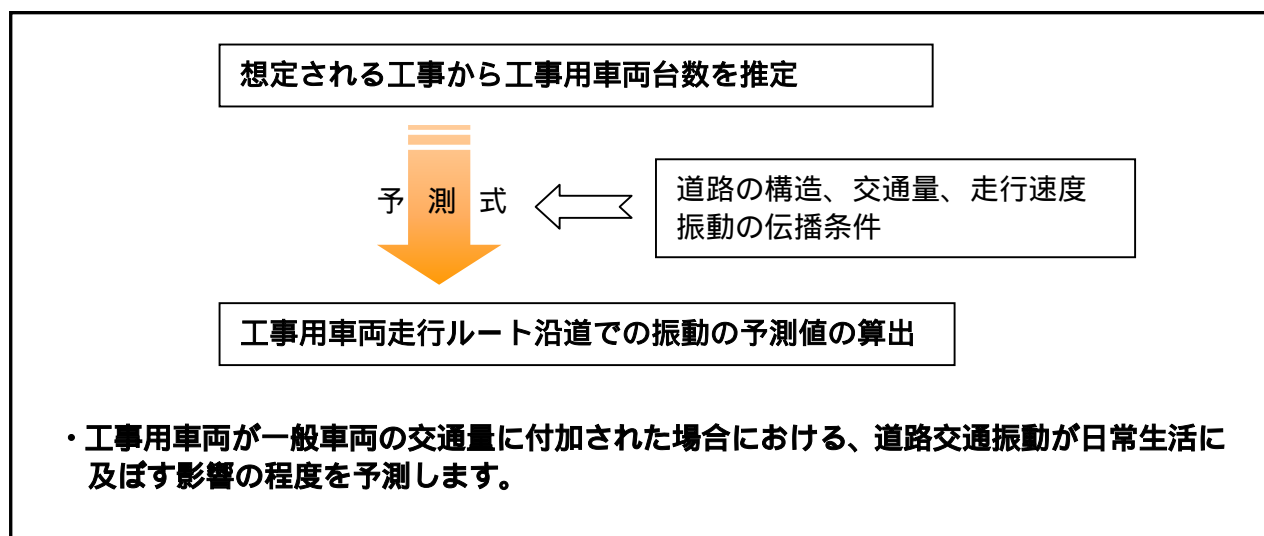 想定される工事から工事用車両台数を推定
予 測 式
道路の構造、交通量、走行速度
振動の伝播条件
工事用車両走行ルート沿道での振動の予測値の算出
・工事用車両が一般車両の交通量に付加された場合における、道路交通振動が日常生活に
及ぼす影響の程度を予測します。